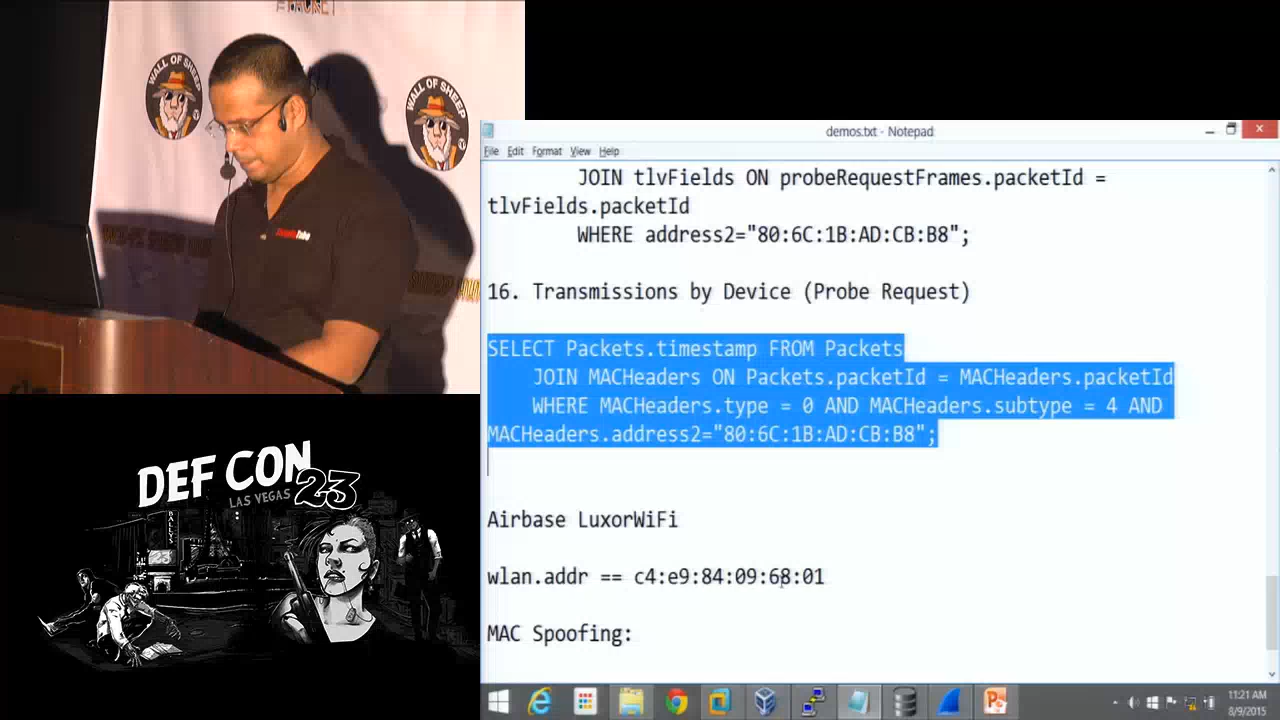 WALL OF SHEEP
WALL OF SHEEP
demos.txt - Notepad
File Edit Format View Help
JOIN tlvFields ON probeRequestFrames.packetId =
tlvFields.packetId
WHERE address2="80:6C:1B:AD:CB:B8";
16. Transmissions by Device (Probe Request)
SELECT Packets.timestamp FROM Packets
JOIN MACHeaders ON Packets.packetId = MACHeaders.packetId
WHERE MACHeaders.type = 0 AND MACHeaders.subtype = 4 AND
MACHeaders.address2="80:6C:1B:AD:CB:B8";
Airbase LuxorWiFi
wlan.addr == c4:e9:84:09:68:01
MAC Spoofing:
11:21 AM
8/9/2015
DEF CON
LAS VEGAS 23
BALLYS